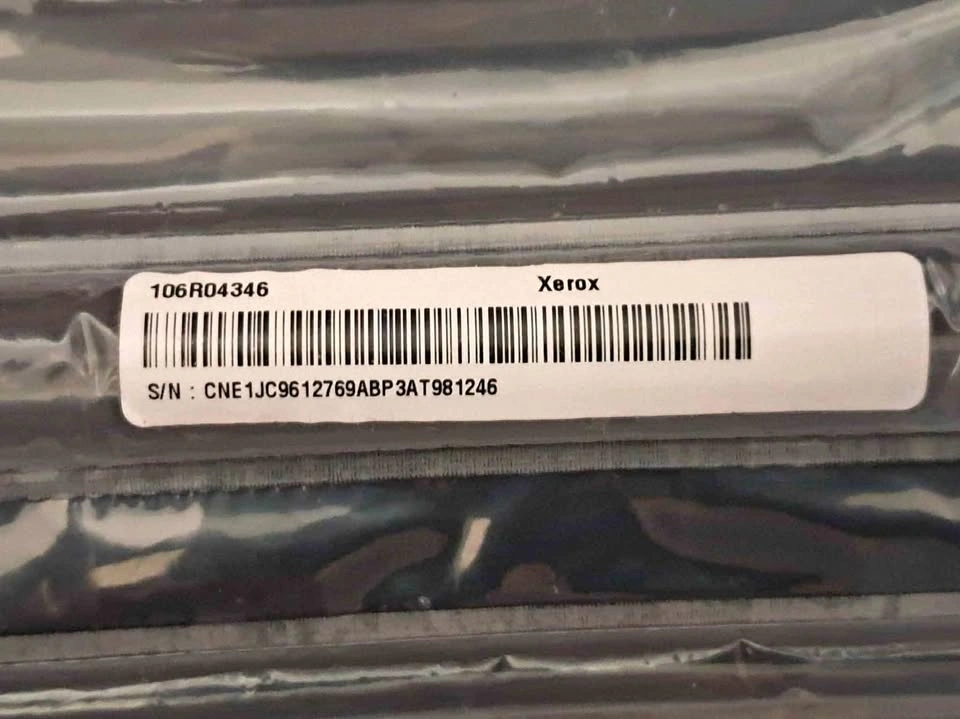 106R04346 Xerox
S/N : CNE1JC9612769ABP3AT981246